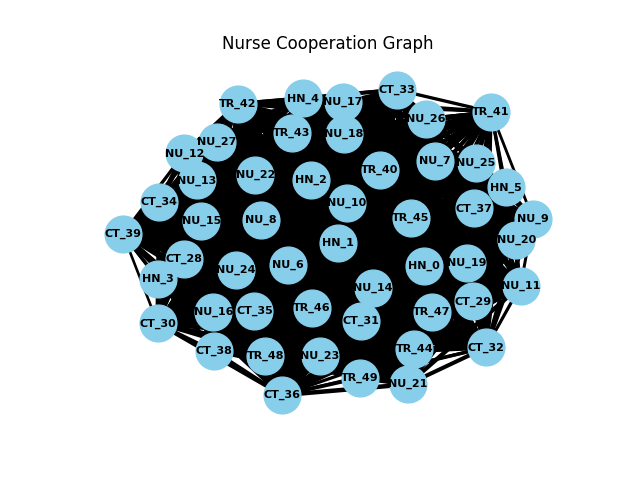 Nurse Cooperation Graph
CT_33
HN_4
NU_17
TR_42
TR_41
NU_26
TR_43
NU_18
NU_27
NU_12
NU_7
NU_25
TR_40
NU_22
NU_13
HN_2
HN_5
CT_34
NU_10
CT_37
NU_15
NU_8
TR_45
NU_9
CT_39
NU_20
HN_1
CT_28
NU_24
NU_6
HN_0
NU_19
HN_3
NU_14
NU_11
NU_16
CT_35
TR_46
CT_29
TR_47
CT_30
CT_31
CT_38
TR_48
NU_23
TR_44
CT_32
TR_49
NU_21
CT_36